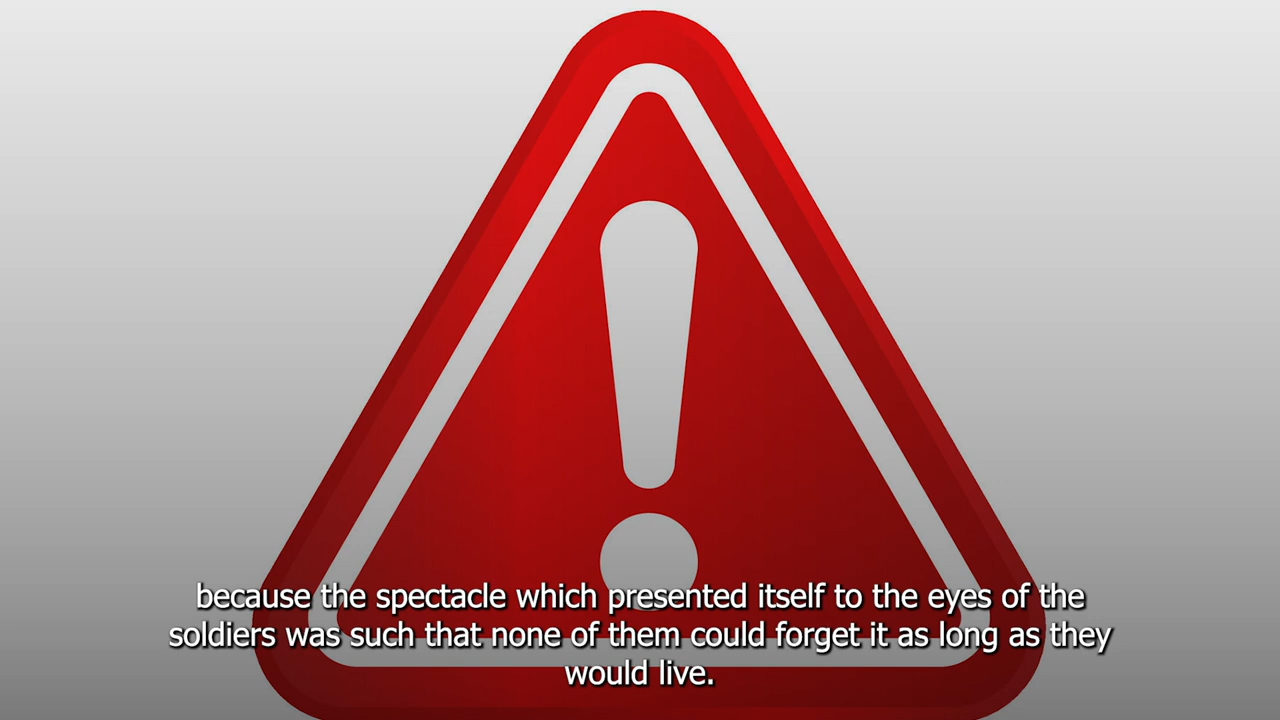 because the spectacle which presented itself to the eyes of the
soldiers was such that none of them could forget it as long as they
would live.